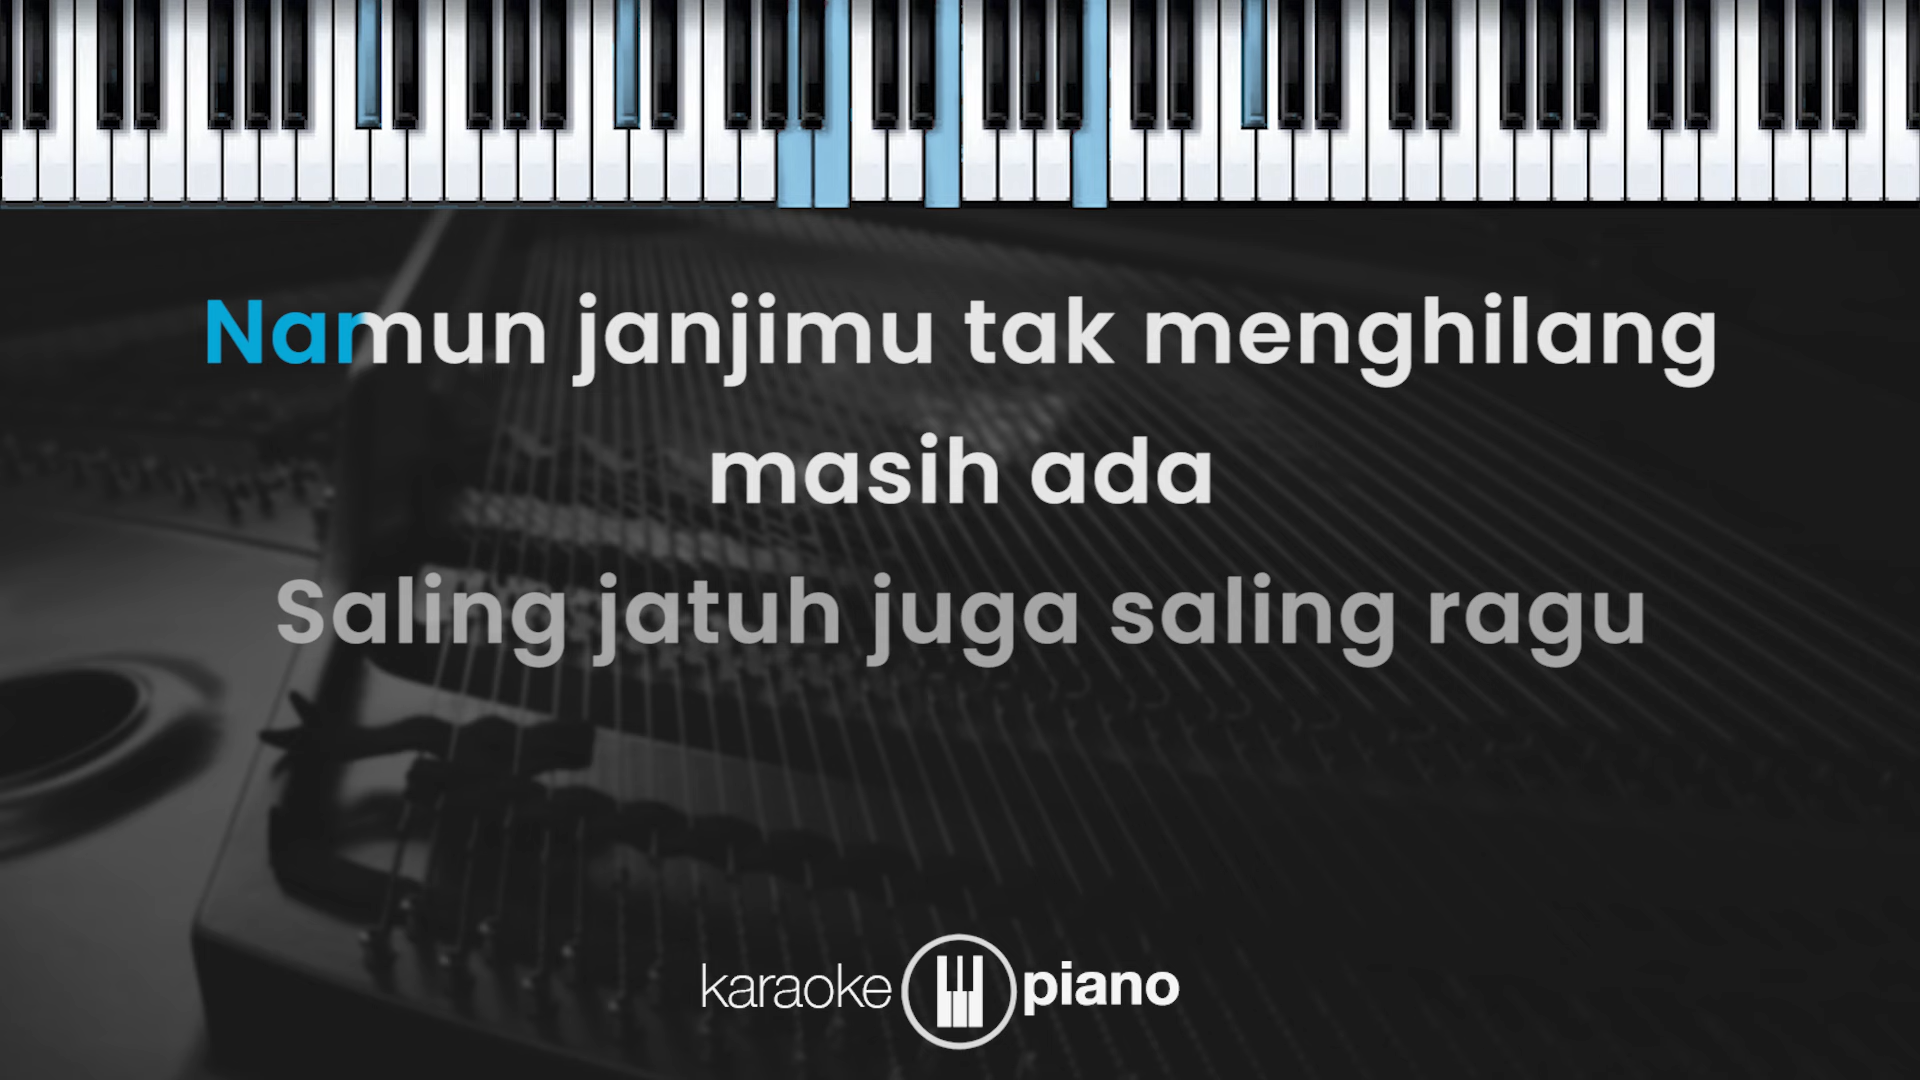 Namun janjimu tak menghilang
masih ada
Saling jatuh juga saling ragu
karaoke piano